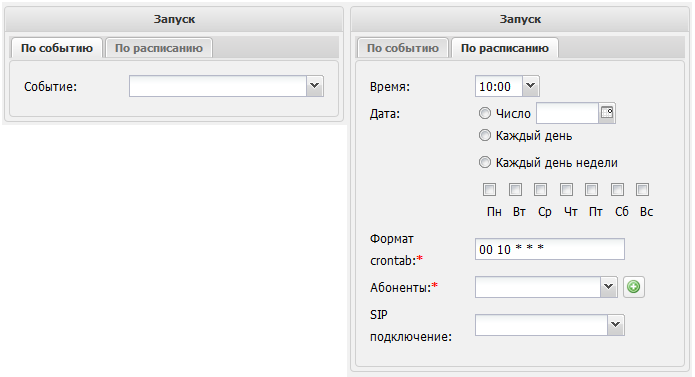 Запуск
По событию По расписанию
Событие:
Запуск
По событию По расписанию
Время: 10:00
Дата: Число
Каждый день
Каждый день недели
Пн Вт Ср Чт Пт Сб Вс
Формат
crontab:* 00 10 * * *
Абоненты:*
SIP
подключение: